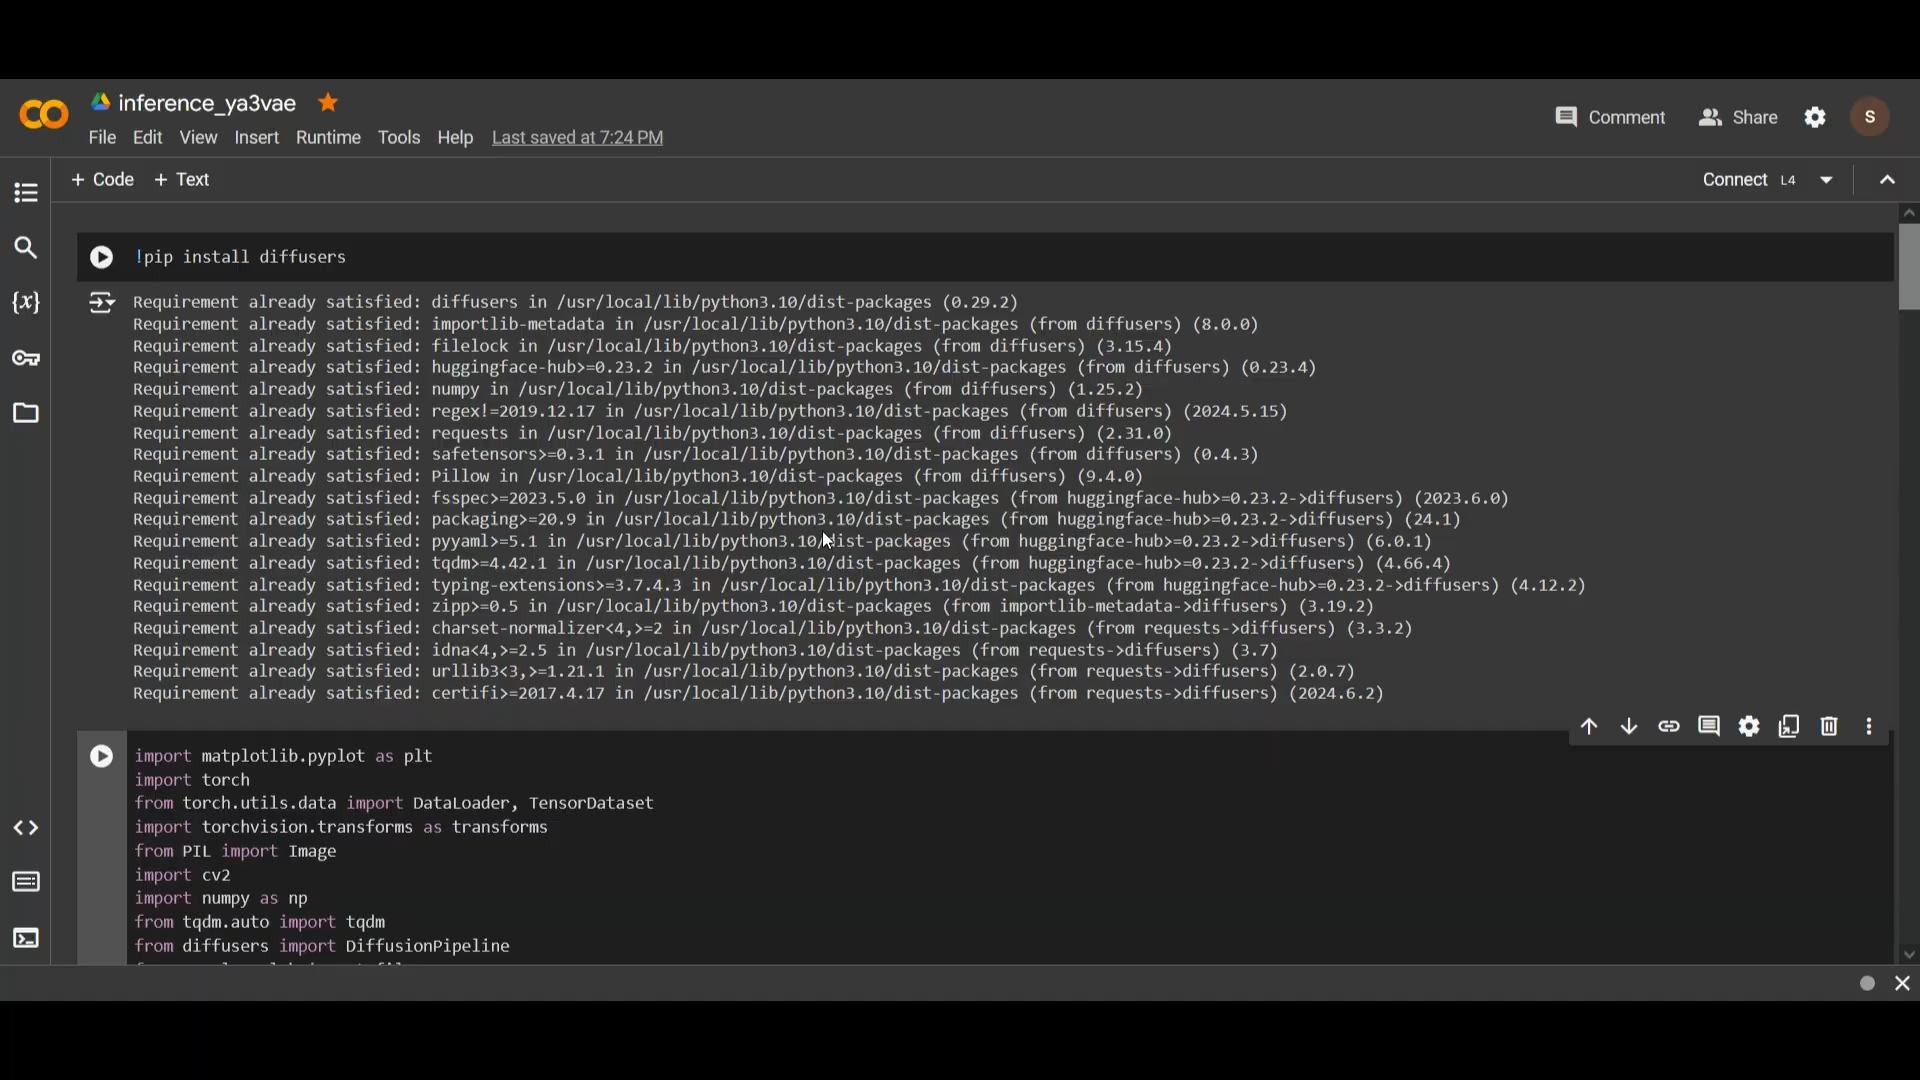 inference_ya3vae
Comment
Share
S
File Edit View Insert Runtime Tools Help Last saved at 7:24 PM
+ Code + Text
Connect L4
!pip install diffusers
Requirement already satisfied: diffusers in /usr/local/lib/python3.10/dist-packages (0.29.2)
Requirement already satisfied: importlib-metadata in /usr/local/lib/python3.10/dist-packages (from diffusers) (8.0.0)
Requirement already satisfied: filelock in /usr/local/lib/python3.10/dist-packages (from diffusers) (3.15.4)
Requirement already satisfied: huggingface-hub>=0.23.2 in /usr/local/lib/python3.10/dist-packages (from diffusers) (0.23.4)
Requirement already satisfied: numpy in /usr/local/lib/python3.10/dist-packages (from diffusers) (1.25.2)
Requirement already satisfied: regex!=2019.12.17 in /usr/local/lib/python3.10/dist-packages (from diffusers) (2024.5.15)
Requirement already satisfied: requests in /usr/local/lib/python3.10/dist-packages (from diffusers) (2.31.0)
Requirement already satisfied: safetensors>=0.3.1 in /usr/local/lib/python3.10/dist-packages (from diffusers) (0.4.3)
Requirement already satisfied: Pillow in /usr/local/lib/python3.10/dist-packages (from diffusers) (9.4.0)
Requirement already satisfied: fsspec>=2023.5.0 in /usr/local/lib/python3.10/dist-packages (from huggingface-hub>=0.23.2->diffusers) (2023.6.0)
Requirement already satisfied: packaging>=20.9 in /usr/local/lib/python3.10/dist-packages (from huggingface-hub>=0.23.2->diffusers) (24.1)
Requirement already satisfied: pyyaml>=5.1 in /usr/local/lib/python3.10/dist-packages (from huggingface-hub>=0.23.2->diffusers) (6.0.1)
Requirement already satisfied: tqdm>=4.42.1 in /usr/local/lib/python3.10/dist-packages (from huggingface-hub>=0.23.2->diffusers) (4.66.4)
Requirement already satisfied: typing-extensions>=3.7.4.3 in /usr/local/lib/python3.10/dist-packages (from huggingface-hub>=0.23.2->diffusers) (4.12.2)
Requirement already satisfied: zipp>=0.5 in /usr/local/lib/python3.10/dist-packages (from importlib-metadata->diffusers) (3.19.2)
Requirement already satisfied: charset-normalizer<4,>=2 in /usr/local/lib/python3.10/dist-packages (from requests->diffusers) (3.3.2)
Requirement already satisfied: idna<4,>=2.5 in /usr/local/lib/python3.10/dist-packages (from requests->diffusers) (3.7)
Requirement already satisfied: urllib3<3,>=1.21.1 in /usr/local/lib/python3.10/dist-packages (from requests->diffusers) (2.0.7)
Requirement already satisfied: certifi>=2017.4.17 in /usr/local/lib/python3.10/dist-packages (from requests->diffusers) (2024.6.2)
import matplotlib.pyplot as plt
import torch
from torch.utils.data import DataLoader, TensorDataset
import torchvision.transforms as transforms
from PIL import Image
import cv2
import numpy as np
from tqdm.auto import tqdm
from diffusers import DiffusionPipeline